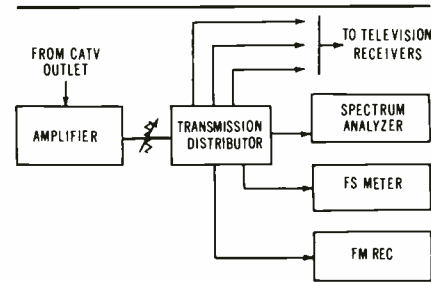 FROM CATV
OUTLET
AMPLIFIER
TRANSMISSION
DISTRIBUTOR
TO TELEVISION
RECEIVERS
SPECTRUM
ANALYZER
FS METER
FM REC